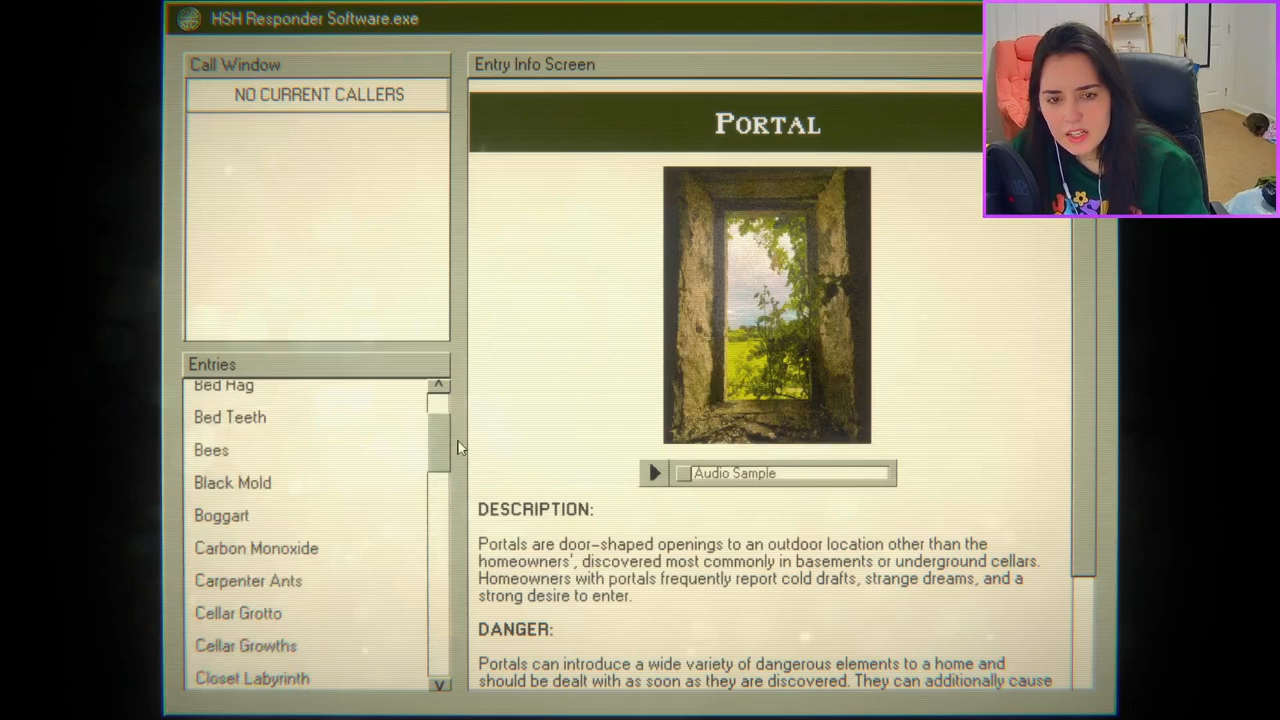 HSH Responder Software.exe
Call Window
NO CURRENT CALLERS
Entries
Bed Hag
Bed Teeth
Bees
Black Mold
Boggart
Carbon Monoxide
Carpenter Ants
Cellar Grotto
Cellar Growths
Closet Labyrinth
Entry Info Screen
PORTAL
Audio Sample
DESCRIPTION:
Portals are door-shaped openings to an outdoor location other than the
homeowners', discovered most commonly in basements or underground cellars.
Homeowners with portals frequently report cold drafts, strange dreams, and a
strong desire to enter.
DANGER:
Portals can introduce a wide variety of dangerous elements to a home and
should be dealt with as soon as they are discovered. They can additionally cause